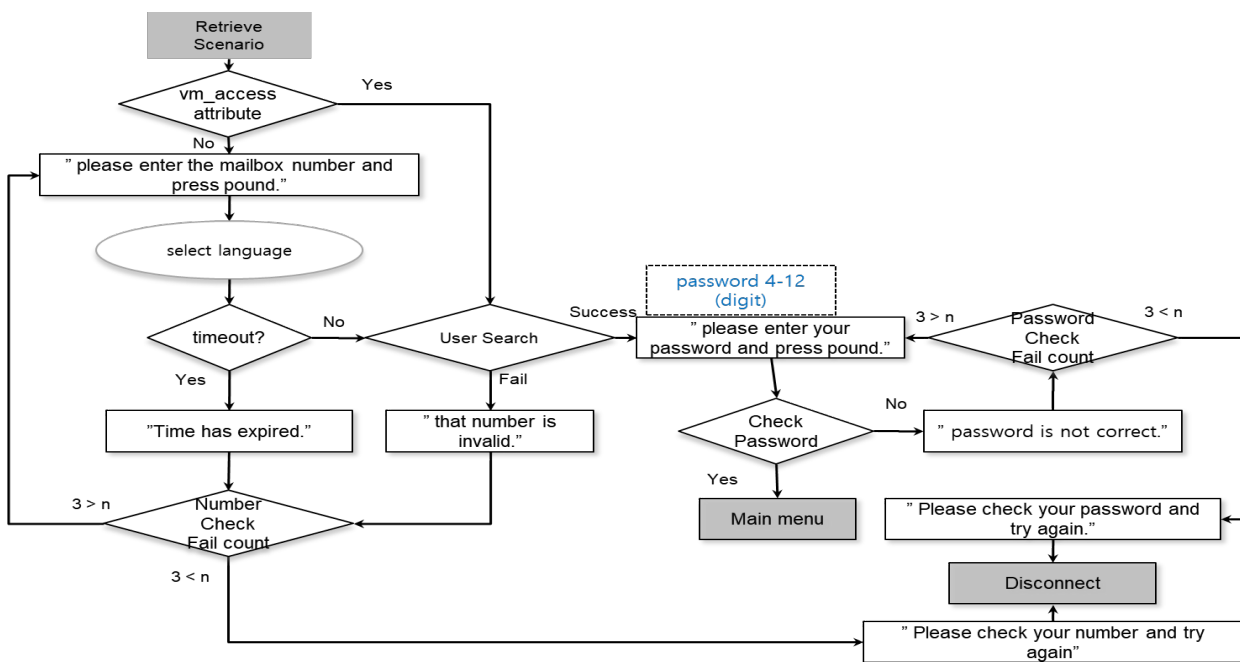 Retrieve
Scenario
vm_access
attribute
Yes
No
” please enter the mailbox number and
press pound.”
select language
timeout?
No
Yes
User Search
Success
Fail
”Time has expired.”
” that number is
invalid.”
Number
Check
Fail count
3 > n
3 < n
password 4-12
(digit)
” please enter your
password and press pound.”
Check
Password
No
Yes
Main menu
” password is not correct.”
Password
Check
Fail count
3 > n
3 < n
” Please check your password and
try again.”
Disconnect
” Please check your number and try
again”